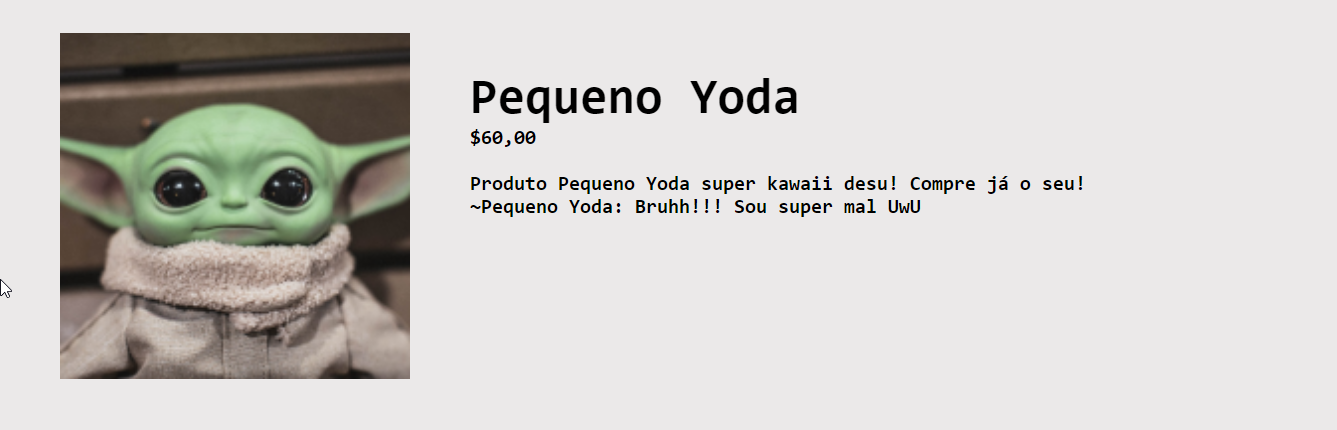 Pequeno Yoda
$60,00
Produto Pequeno Yoda super kawaii desu! Compre já o seu!
~Pequeno Yoda: Bruhh!!! Sou super mal UwU